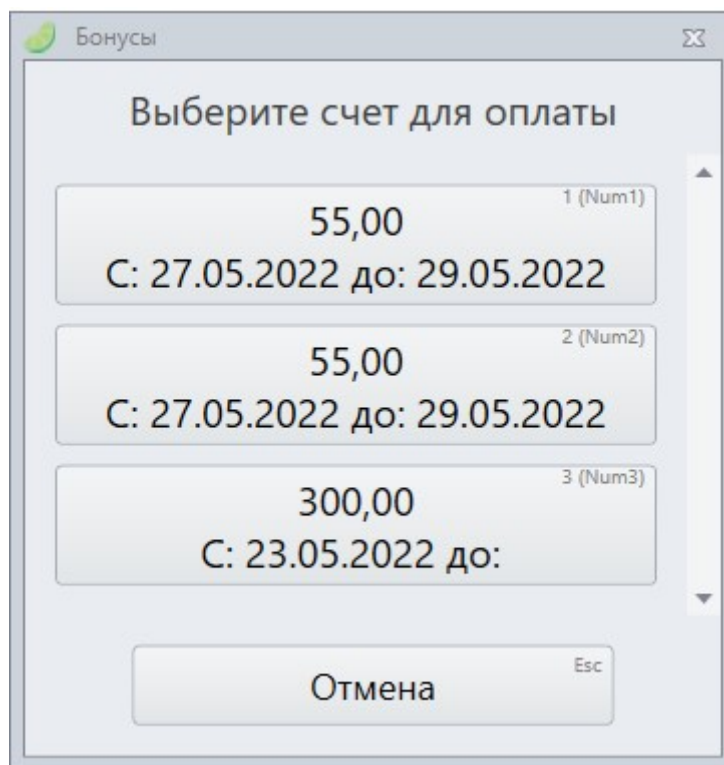 Бонусы
Выберите счет для оплаты
1 (Num1)
55,00
С: 27.05.2022 до: 29.05.2022
2 (Num2)
55,00
С: 27.05.2022 до: 29.05.2022
3 (Num3)
300,00
С: 23.05.2022 до:
Esc
Отмена